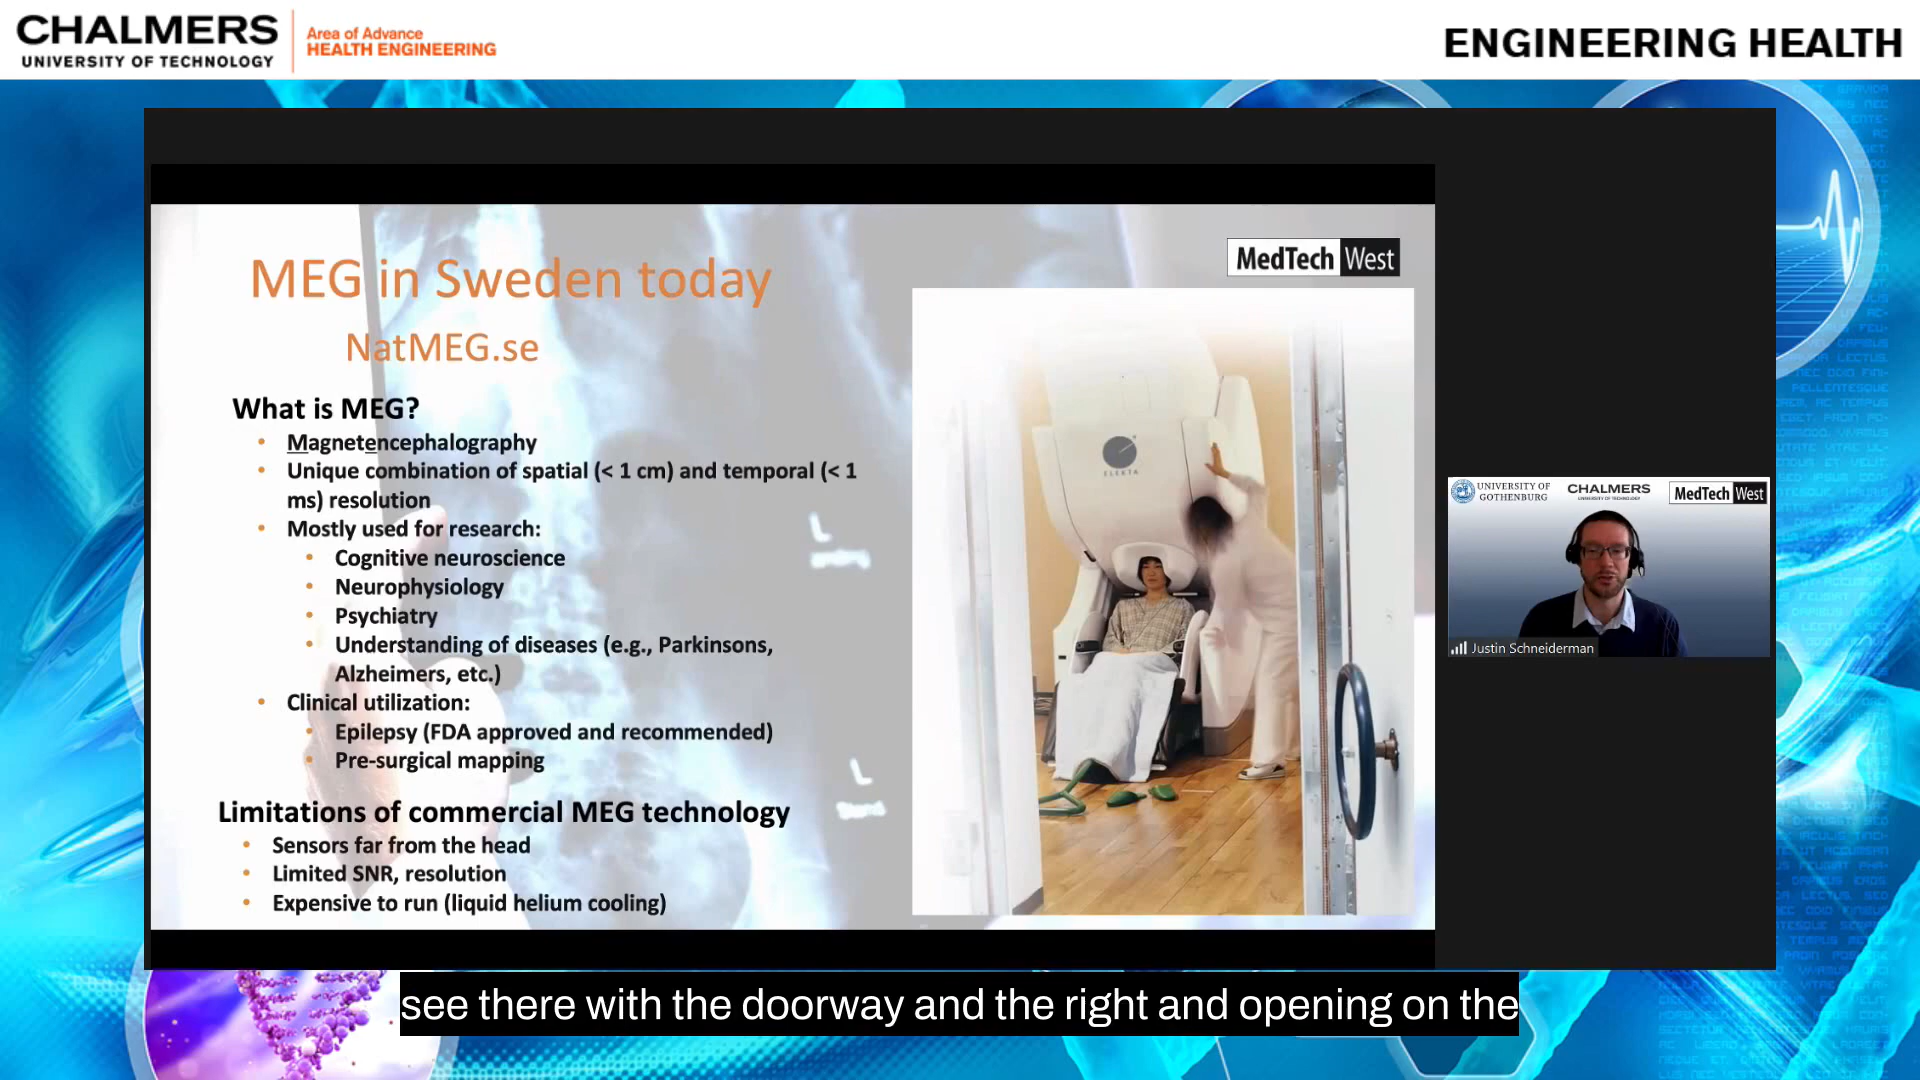 CHALMERS
UNIVERSITY OF TECHNOLOGY
Area of Advance
HEALTH ENGINEERING
ENGINEERING HEALTH
MEG in Sweden today
NatMEG.se
MedTech West
What is MEG?
• Magnetencephalography
• Unique combination of spatial (< 1 cm) and temporal (< 1
ms) resolution
• Mostly used for research:
• Cognitive neuroscience
• Neurophysiology
• Psychiatry
• Understanding of diseases (e.g., Parkinsons,
Alzheimers, etc.)
• Clinical utilization:
• Epilepsy (FDA approved and recommended)
• Pre-surgical mapping
Limitations of commercial MEG technology
• Sensors far from the head
• Limited SNR, resolution
• Expensive to run (liquid helium cooling)
ELEKTA
L
L
UNIVERSITY OF
GOTHENBURG
CHALMERS
UNIVERSITY OF TECHNOLOGY
MedTech West
Justin Schneiderman
see there with the doorway and the right and opening on the